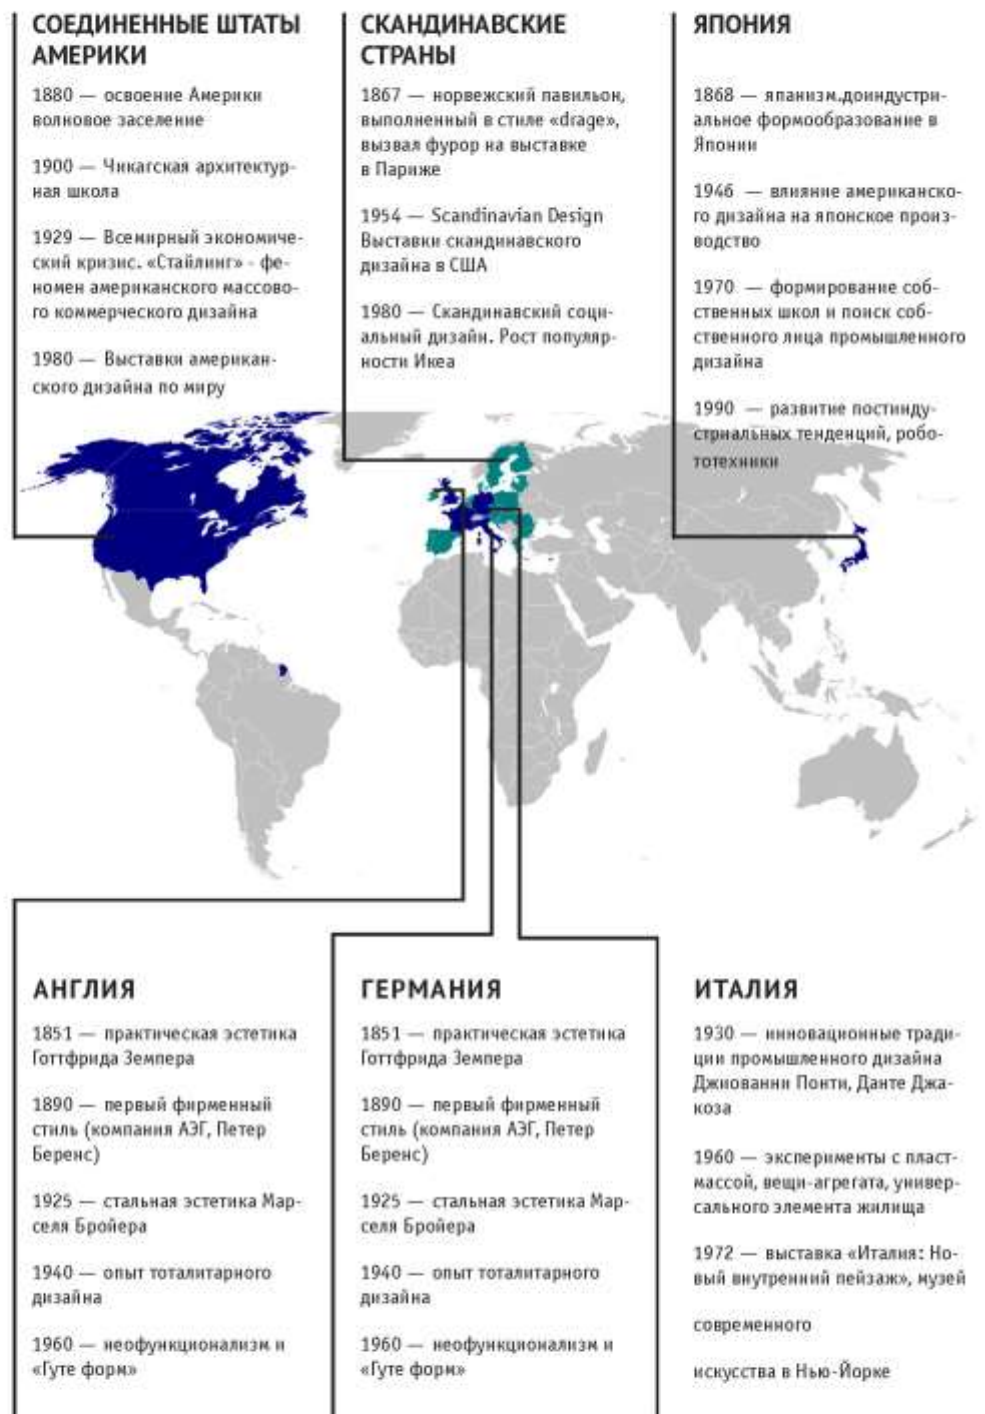 СОЕДИНЕННЫЕ ШТАТЫ
АМЕРИКИ
1880 — освоение Америки
волновое заселение
1900 — Чикагская архитектур-
ная школа
1929 — Всемирный экономиче-
ский кризис. «Стайлинг» - фе-
номен американского массово-
го коммерческого дизайна
1980 — Выставки американ-
ского дизайна по миру
СКАНДИНАВСКИЕ
СТРАНЫ
1867 — норвежский павильон,
выполненный в стиле «drage»,
вызвал фурор на выставке
в Париже
1954 — Scandinavian Design
Выставки скандинавского
дизайна в США
1980 — Скандинавский соци-
альный дизайн. Рост популяр-
ности Икеа
ЯПОНИЯ
1868 — японизм.доиндустри-
альное формообразование в
Японии
1946 — влияние американско-
го дизайна на японское произ-
водство
1970 — формирование соб-
ственных школ и поиск соб-
ственного лица промышленного
дизайна
1990 — развитие постинду-
стриальных тенденций, робо-
тотехники
АНГЛИЯ
1851 — практическая эстетика
Готтфрида Земпера
1890 — первый фирменный
стиль (компания АЭГ, Петер
Беренс)
1925 — стальная эстетика Мар-
селя Бройера
1940 — опыт тоталитарного
дизайна
1960 — неофункционализм и
«Гуте форм»
ГЕРМАНИЯ
1851 — практическая эстетика
Готтфрида Земпера
1890 — первый фирменный
стиль (компания АЭГ, Петер
Беренс)
1925 — стальная эстетика Мар-
селя Бройера
1940 — опыт тоталитарного
дизайна
1960 — неофункционализм и
«Гуте форм»
ИТАЛИЯ
1930 — инновационные тради-
ции промышленного дизайна
Джиованни Понти, Данте Джа-
коза
1960 — эксперименты с пласт-
массой, вещи-агрегата, универ-
сального элемента жилища
1972 — выставка «Италия: Но-
вый внутренний пейзаж», музей
современного
искусства в Нью-Йорке